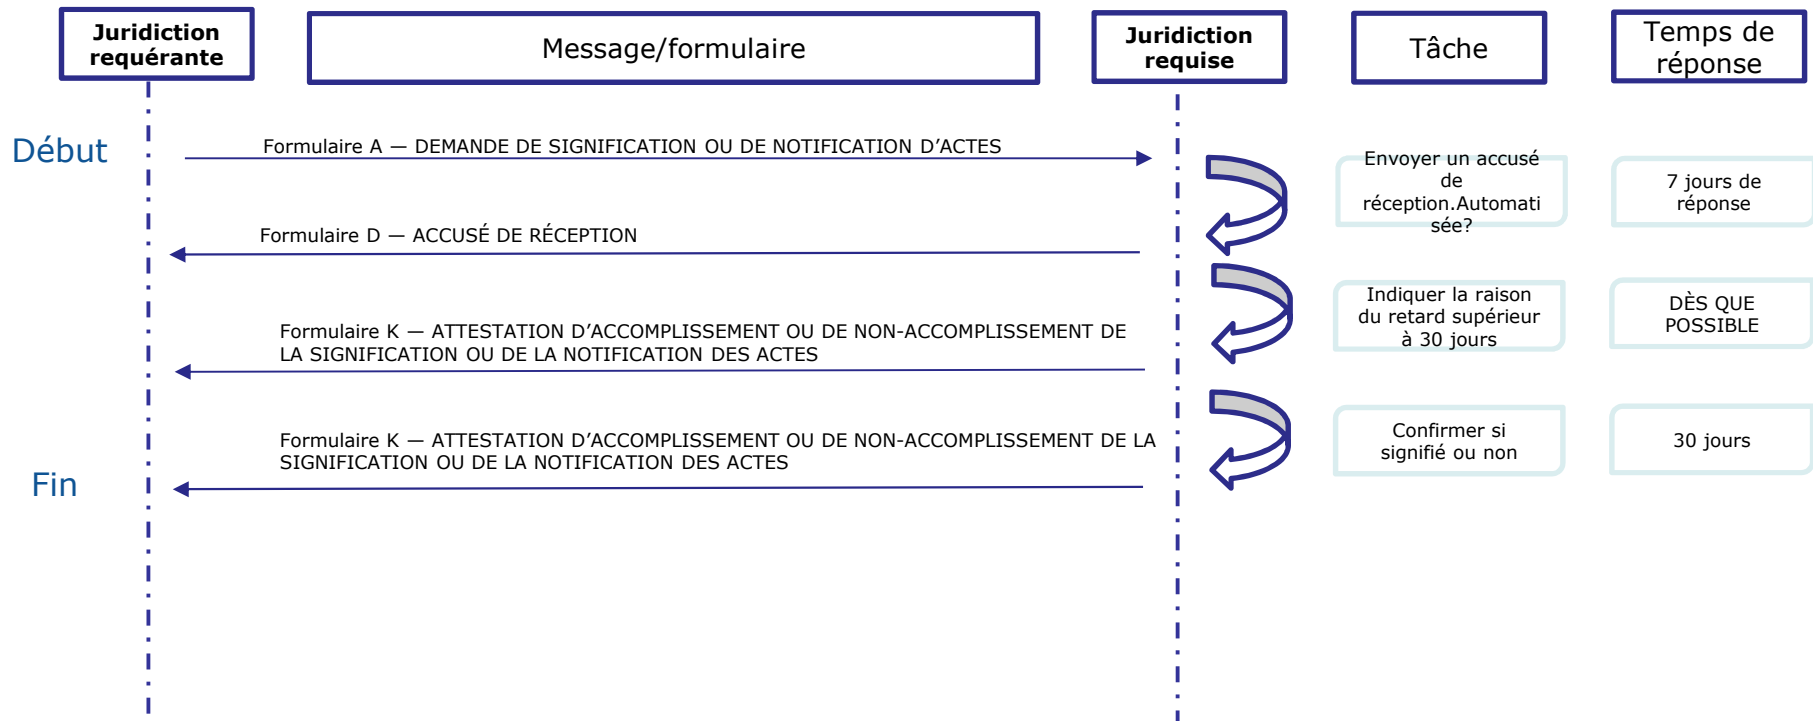 Juridiction
requérante
Message/formulaire
Juridiction
requise
Tâche
Temps de
réponse
Début
Formulaire A — DEMANDE DE SIGNIFICATION OU DE NOTIFICATION D’ACTES
Envoyer un accusé
de
réception.Automati
sée?
7 jours de
réponse
Formulaire D — ACCUSÉ DE RÉCEPTION
Formulaire K — ATTESTATION D’ACCOMPLISSEMENT OU DE NON-ACCOMPLISSEMENT DE
LA SIGNIFICATION OU DE LA NOTIFICATION DES ACTES
Indiquer la raison
du retard supérieur
à 30 jours
DÈS QUE
POSSIBLE
Formulaire K — ATTESTATION D’ACCOMPLISSEMENT OU DE NON-ACCOMPLISSEMENT DE LA
SIGNIFICATION OU DE LA NOTIFICATION DES ACTES
Confirmer si
signifié ou non
30 jours
Fin